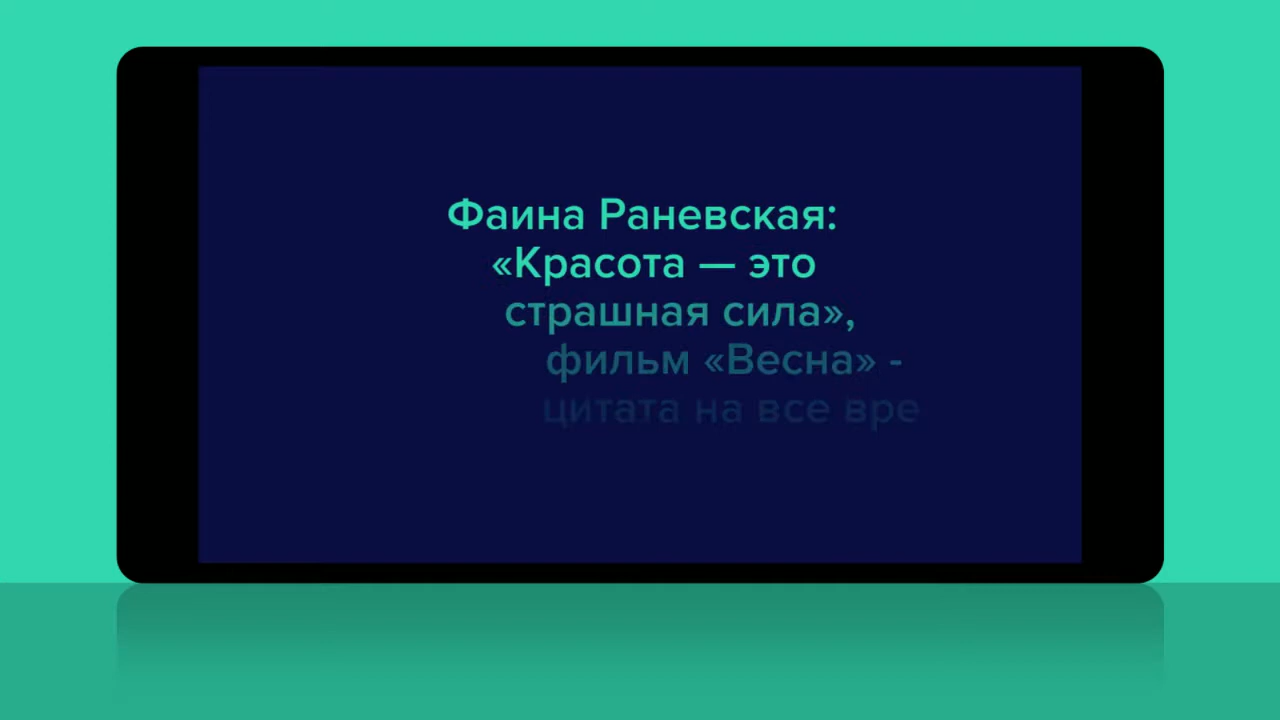 Фаина Раневская:
«Красота — это
страшная сила»,
фильм «Весна» -
цитата на все вре